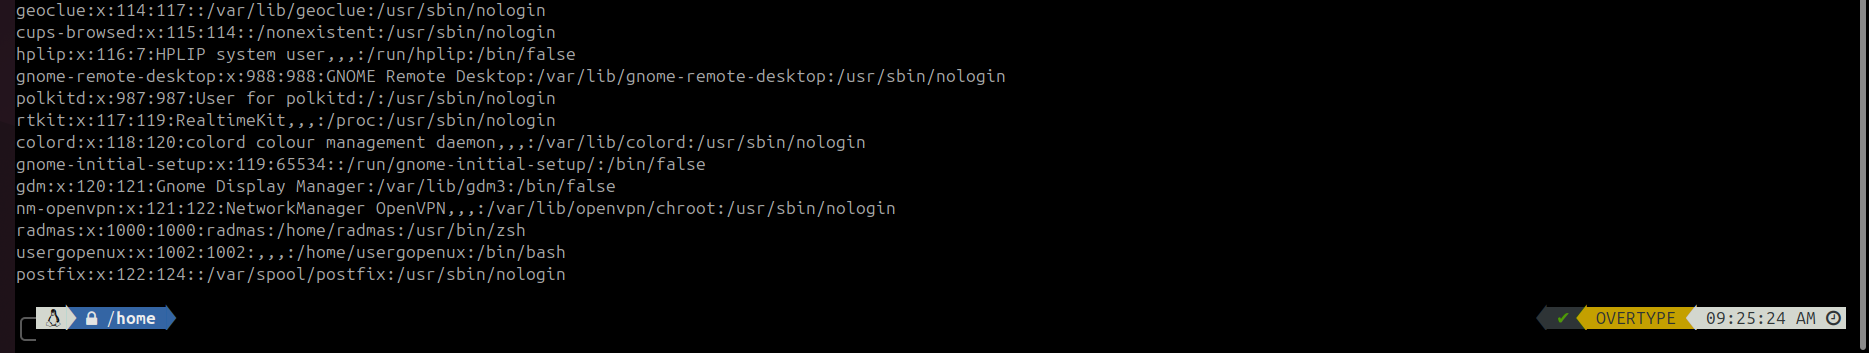 geoclue:x:114:117::/var/lib/geoclue:/usr/sbin/nologin
cups-browsed:x:115:114::/nonexistent:/usr/sbin/nologin
hplip:x:116:7:HPLIP system user,,,:/run/hplip:/bin/false
gnome-remote-desktop:x:988:988:GNOME Remote Desktop:/var/lib/gnome-remote-desktop:/usr/sbin/nologin
polkitd:x:987:987:User for polkitd:/:/usr/sbin/nologin
rtkit:x:117:119:RealtimeKit,,,:/proc:/usr/sbin/nologin
colord:x:118:120:colord colour management daemon,,,:/var/lib/colord:/usr/sbin/nologin
gnome-initial-setup:x:119:65534::/run/gnome-initial-setup/:/bin/false
gdm:x:120:121:Gnome Display Manager:/var/lib/gdm3:/bin/false
nm-openvpn:x:121:122:NetworkManager OpenVPN,,,:/var/lib/openvpn/chroot:/usr/sbin/nologin
radmas:x:1000:1000:radmas:/home/radmas:/usr/bin/zsh
usergopenux:x:1002:1002:,,,:/home/usergopenux:/bin/bash
postfix:x:122:124::/var/spool/postfix:/usr/sbin/nologin
/home ✔ OVERTYPE 09:25:24 AM